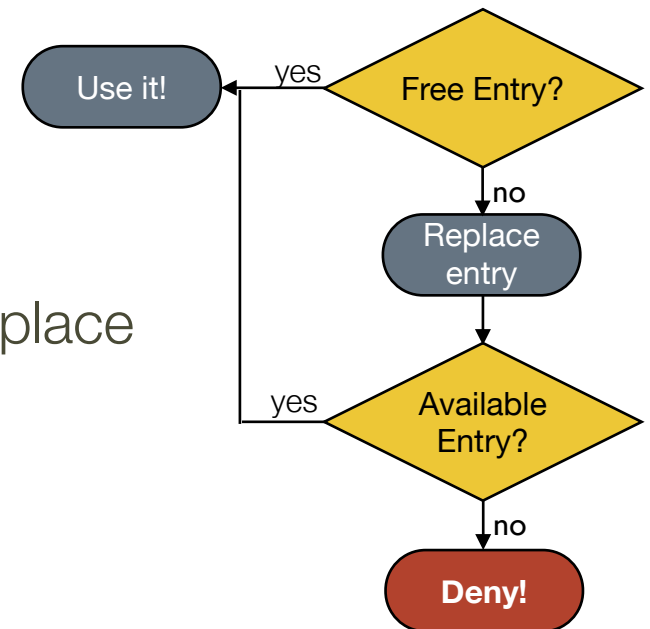 Use it!
yes
Free Entry?
no
Replace
entry
place
yes
Available
Entry?
no
Deny!